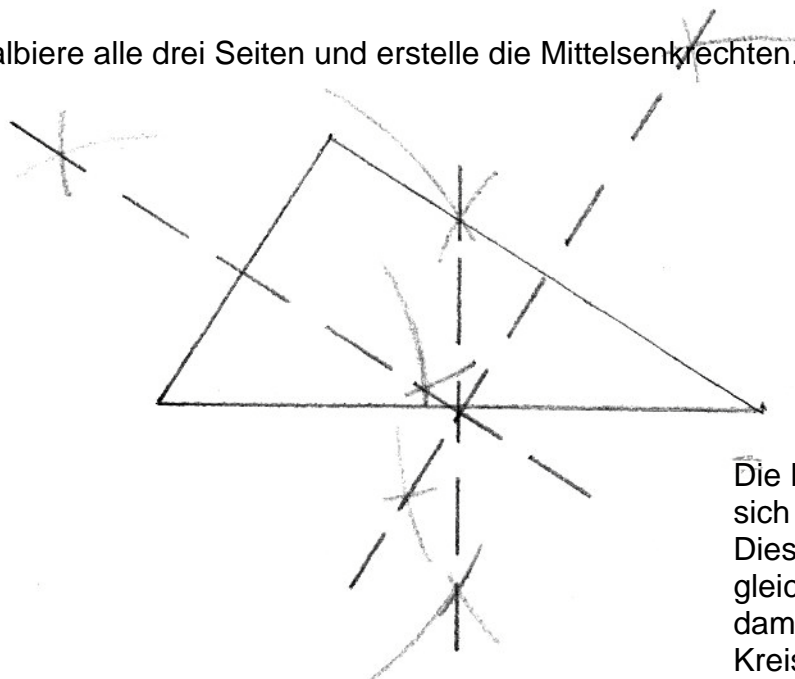 albiere alle drei Seiten und erstelle die Mittelsenkrechten.
Die
sich
Dies
gleic
dam
Kreis